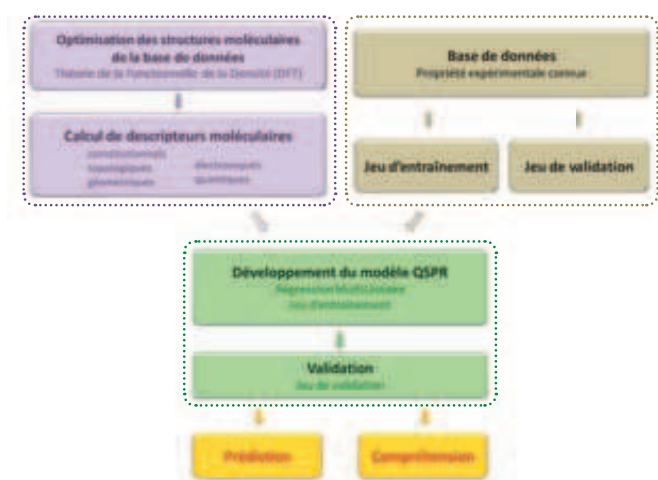 Optimisation des structures moléculaires
de la base de données
Théorie de la Fonctionnelle de la Densité (DFT)
Calcul de descripteurs moléculaires
constitutionnels
topologiques
géométriques
électroniques
quantiques
Base de données
Propriété expérimentale connue
Jeu d'entraînement
Jeu de validation
Développement du modèle QSPR
Régression MultiLinéaire
Jeu d'entraînement
Validation
Jeu de validation
Prédiction
Compréhension